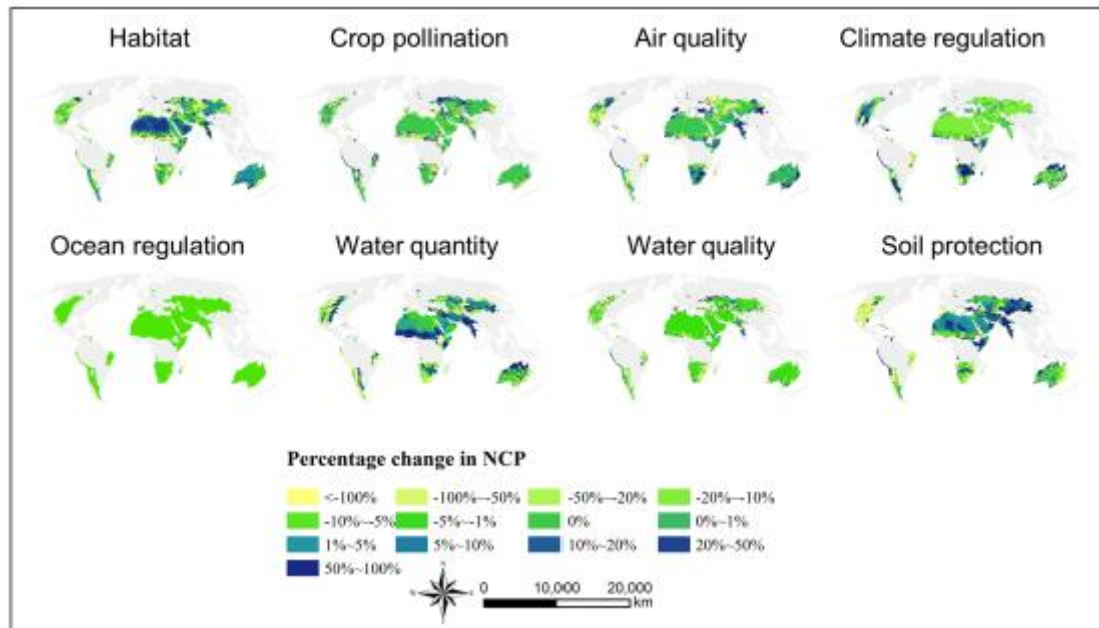 Habitat Crop pollination Air quality Climate regulation
Ocean regulation Water quantity Water quality Soil protection
Percentage change in NCP
<-100% -100%~-50% -50%~-20% -20%~-10%
-10%~-5% -5%~-1% 0% 0%~1%
1%~5% 5%~10% 10%~20% 20%~50%
50%~100%
N
0 10,000 20,000
km